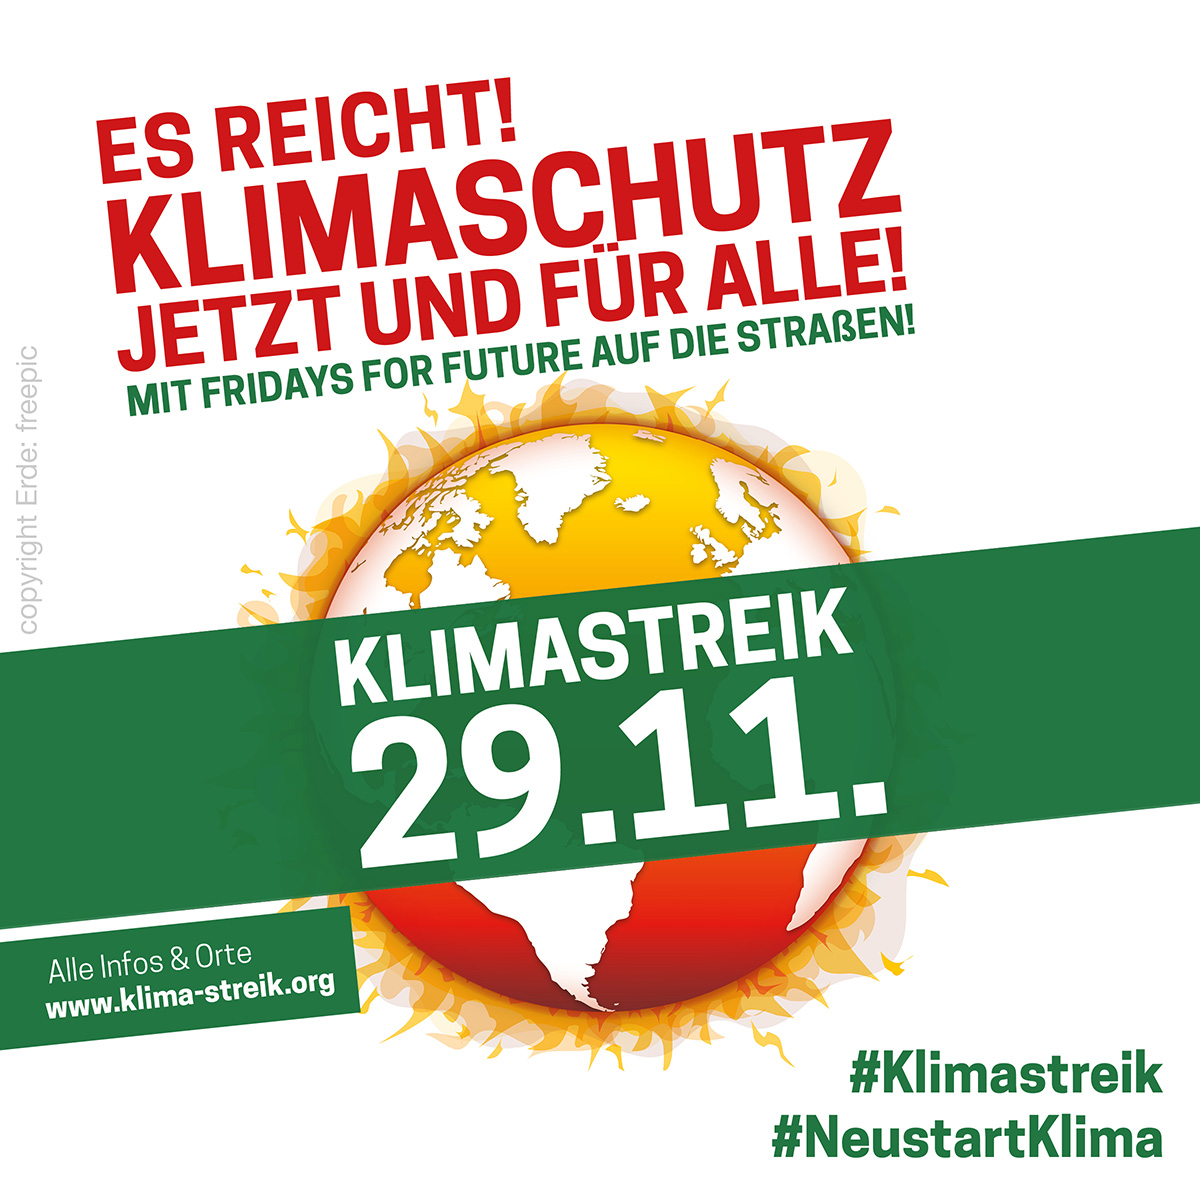 ES REICHT!
KLIMASCHUTZ
JETZT UND FÜR ALLE!
MIT FRIDAYS FOR FUTURE AUF DIE STRAßEN!
copyright Erde: freepic
KLIMASTREIK
29.11.
Alle Infos & Orte
www.klima-streik.org
#Klimastreik
#NeustartKlima